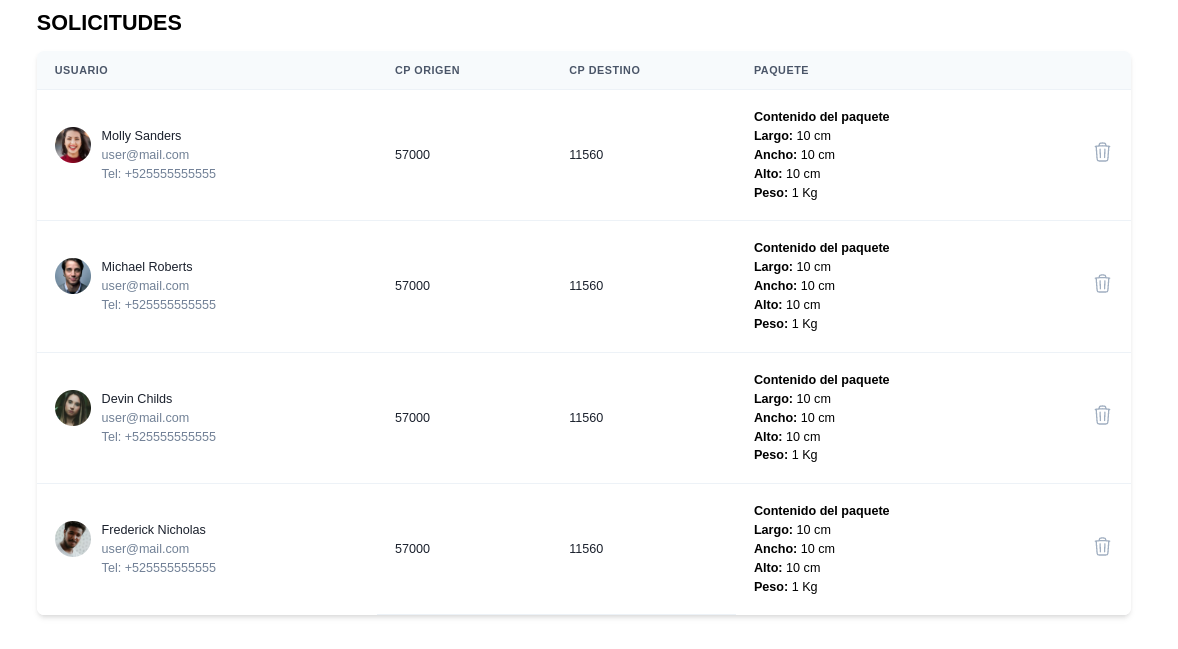 SOLICITUDES
USUARIO CP ORIGEN CP DESTINO PAQUETE
Contenido del paquete
Molly Sanders Largo: 10 cm
user@mail.com 57000 11560 Ancho: 10 cm
Tel: +525555555555 Alto: 10 cm
Peso: 1 Kg
Contenido del paquete
Michael Roberts Largo: 10 cm
user@mail.com 57000 11560 Ancho: 10 cm
Tel: +525555555555 Alto: 10 cm
Peso: 1 Kg
Contenido del paquete
Devin Childs Largo: 10 cm
user@mail.com 57000 11560 Ancho: 10 cm
Tel: +525555555555 Alto: 10 cm
Peso: 1 Kg
Contenido del paquete
Frederick Nicholas Largo: 10 cm
user@mail.com 57000 11560 Ancho: 10 cm
Tel: +525555555555 Alto: 10 cm
Peso: 1 Kg